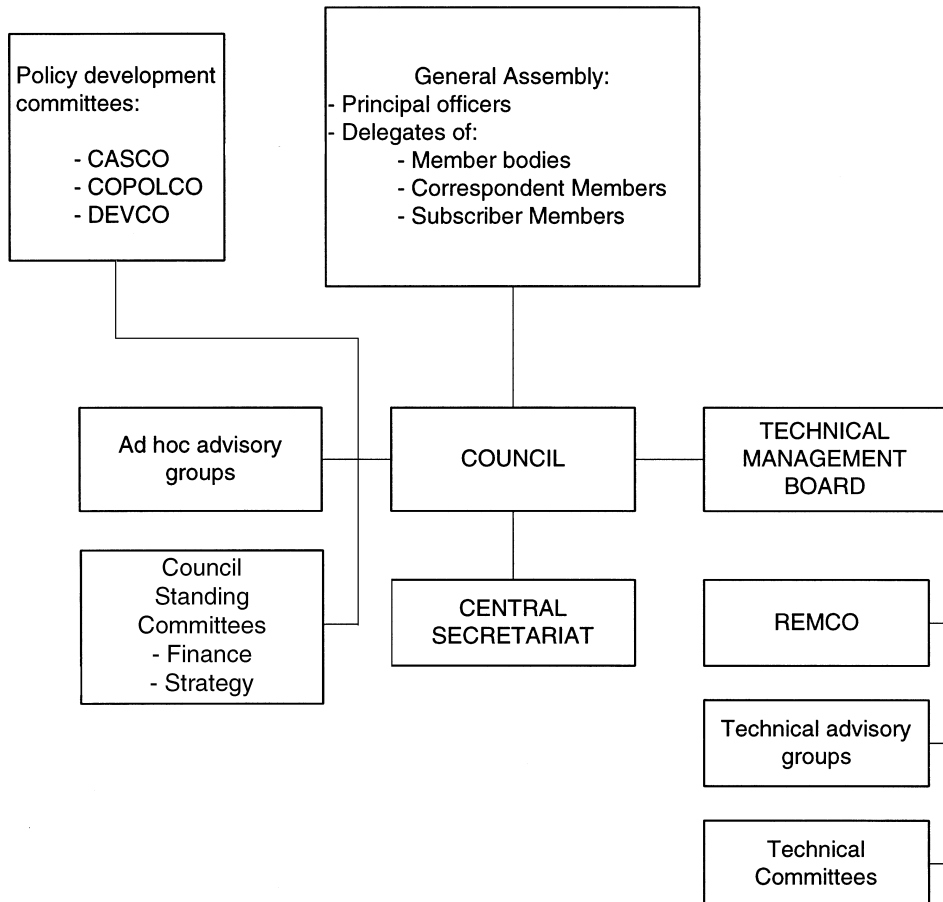 Policy development
committees:
- CASCO
- COPOLCO
- DEVCO
General Assembly:
- Principal officers
- Delegates of:
- Member bodies
- Correspondent Members
- Subscriber Members
Ad hoc advisory
groups
COUNCIL
TECHNICAL
MANAGEMENT
BOARD
Council
Standing
Committees
- Finance
- Strategy
CENTRAL
SECRETARIAT
REMCO
Technical advisory
groups
Technical
Committees